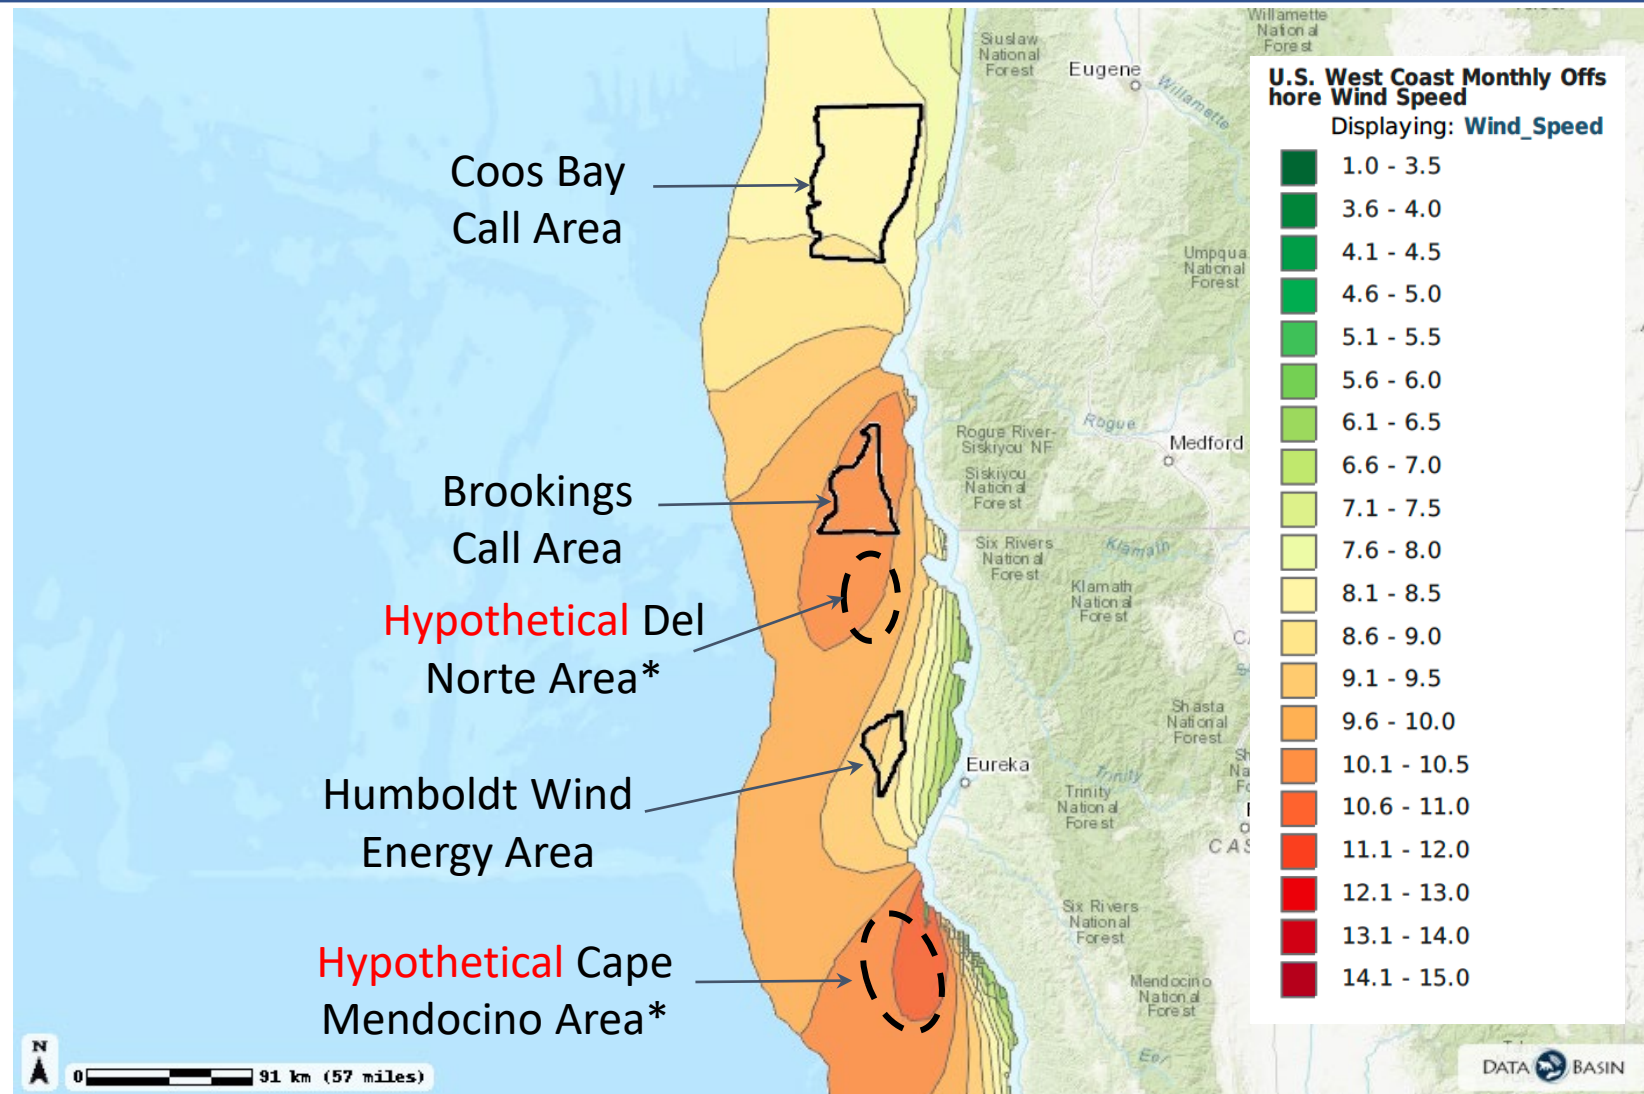 Willamette
National
Forest
Siuslaw
National
Forest
Eugene
Willamette
U.S. West Coast Monthly Offs
hore Wind Speed
Displaying: Wind_Speed
1.0 - 3.5
3.6 - 4.0
4.1 - 4.5
4.6 - 5.0
5.1 - 5.5
5.6 - 6.0
6.1 - 6.5
6.6 - 7.0
7.1 - 7.5
7.6 - 8.0
8.1 - 8.5
8.6 - 9.0
9.1 - 9.5
9.6 - 10.0
10.1 - 10.5
10.6 - 11.0
11.1 - 12.0
12.1 - 13.0
13.1 - 14.0
14.1 - 15.0
Coos Bay
Call Area
Umpqua
National
Forest
Rogue
Rogue River-
Siskiyou NF
Medford
Siskiyou
National
Forest
Brookings
Call Area
Six Rivers
National
Forest
Klamath
Klamath
National
Forest
Hypothetical Del
Norte Area*
Shasta
National
Forest
Eureka
Trinity
Trinity
National
Forest
Humboldt Wind
Energy Area
Six Rivers
National
Forest
Hypothetical Cape
Mendocino Area*
Mendocino
National
Forest
Eel
N
0 91 km (57 miles)
DATA BASIN